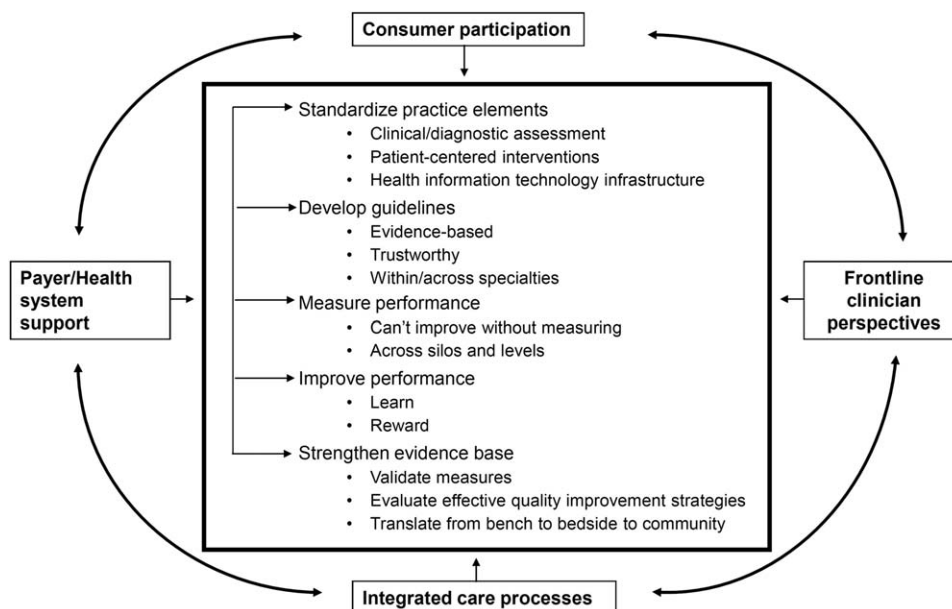 Consumer participation
Standardize practice elements
• Clinical/diagnostic assessment
• Patient-centered interventions
• Health information technology infrastructure
Develop guidelines
• Evidence-based
• Trustworthy
• Within/across specialties
Payer/Health
system
support
Measure performance
• Can’t improve without measuring
• Across silos and levels
Frontline
clinician
perspectives
Improve performance
• Learn
• Reward
Strengthen evidence base
• Validate measures
• Evaluate effective quality improvement strategies
• Translate from bench to bedside to community
Integrated care processes